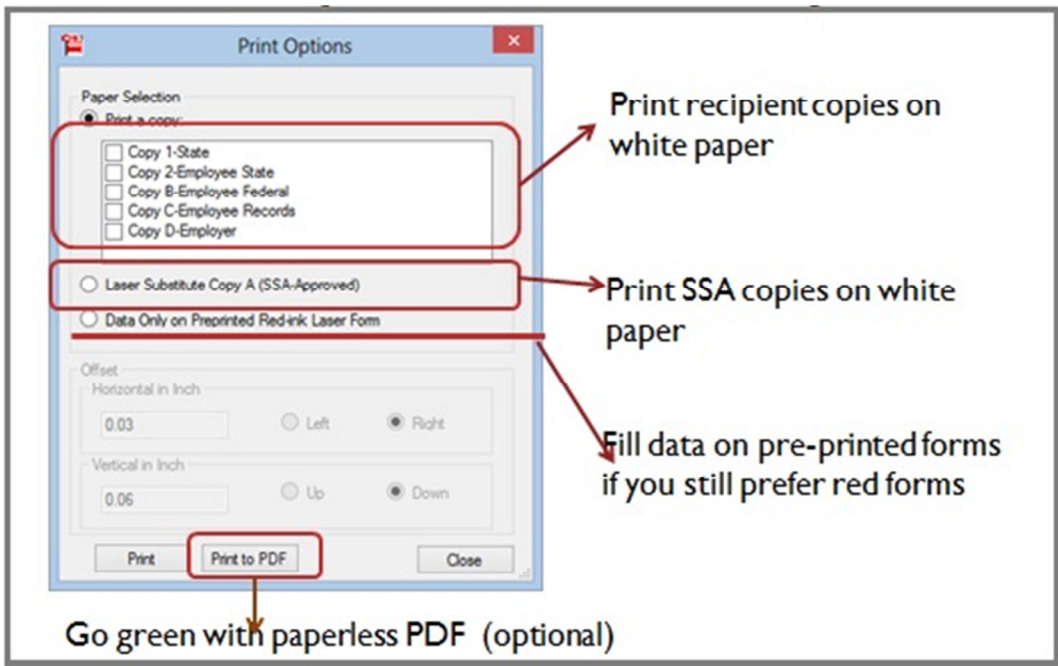 Print Options
Paper Selection
Print a copy:
Copy 1-State
Copy 2-Employee State
Copy B-Employee Federal
Copy C-Employee Records
Copy D-Employer
Print recipient copies on
white paper
Laser Substitute Copy A (SSA-Approved)
Print SSA copies on white
paper
Data Only on Preprinted Red-ink Laser Form
Offset
Horizontal in Inch
0.03
Left
Right
Fill data on pre-printed forms
if you still prefer red forms
Vertical in Inch
0.06
Up
Down
Print
Print to PDF
Close
Go green with paperless PDF (optional)